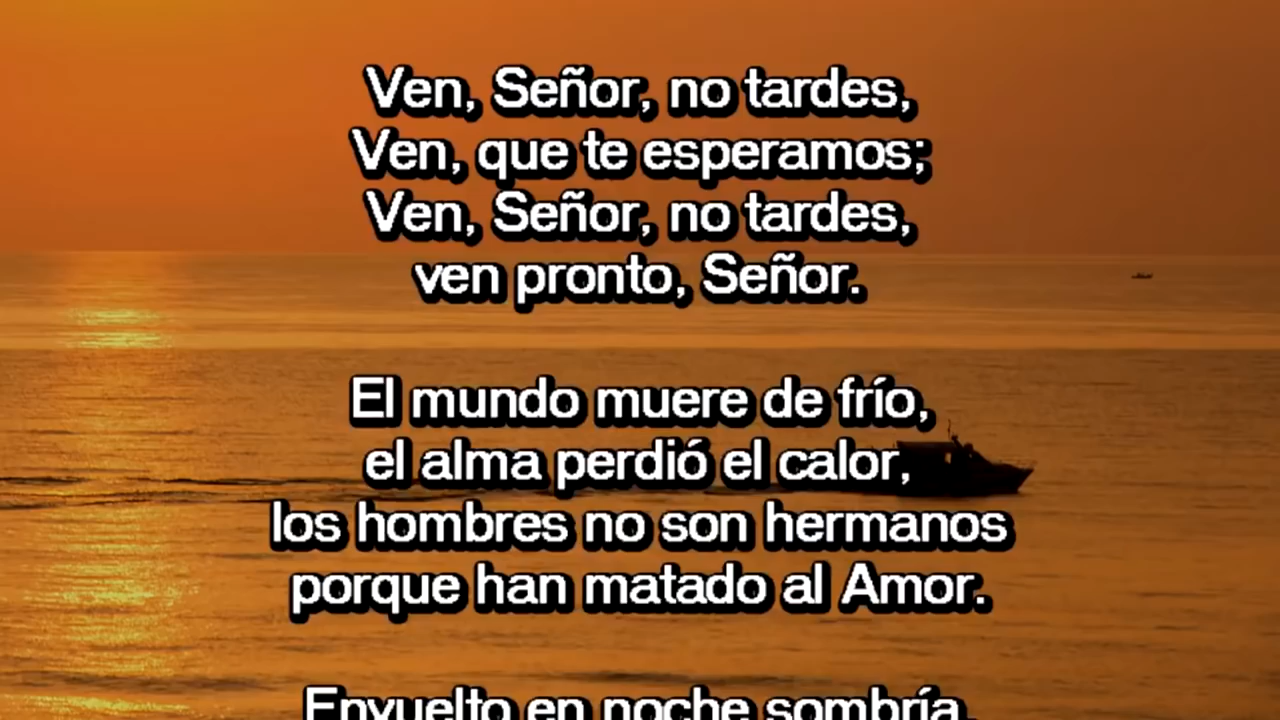 Ven, Señor, no tardes,
Ven, que te esperamos;
Ven, Señor, no tardes,
ven pronto, Señor.
El mundo muere de frío,
el alma perdió el calor,
los hombres no son hermanos
porque han matado al Amor.
Envuelto en noche sombría,